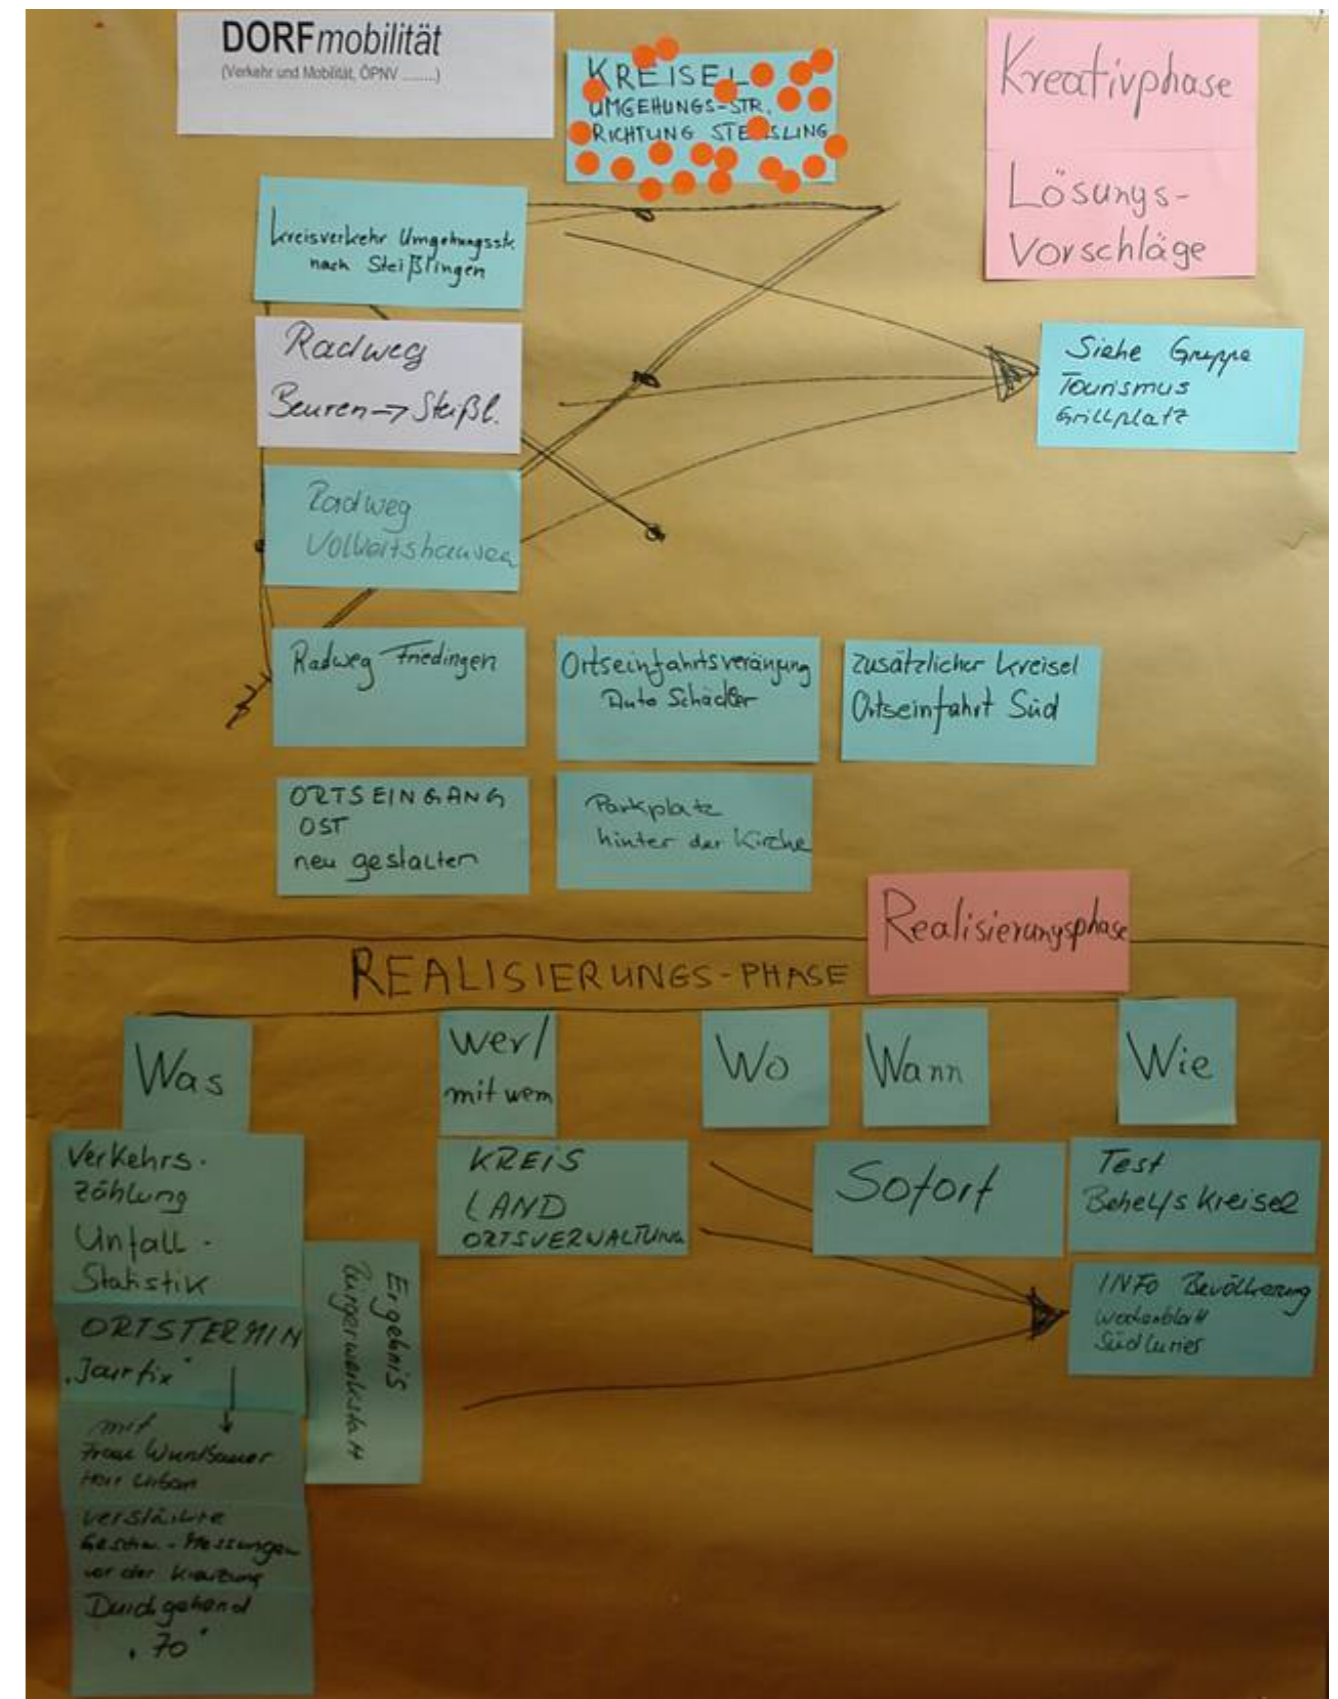 DORFmobilität
(Verkehr und Mobilität, ÖPNV .......)
KREISEL
UMGEHUNGS-STR.
RICHTUNG
Kreativphase
Lösungs-
Vorschläge
Kreisverkehr Umgehungsstr.
nach Steißlingen
Radweg
Beuren → Steißl.
Siehe Gruppe
Tourismus
Grillplatz
Radweg
Volkertshausen
Radweg Friedingen
Ortseinfahrtsverängung
Auto Schädler
Zusätzlicher Kreisel
Ortseinfahrt Süd
ORTSEINGANG
OST
neu gestalten
Parkplatz
hinter der Kirche
Realisierungsphase
REALISIERUNGS-PHASE
Was
Wer/
mit wem
Wo
Wann
Wie
Verkehrs-
zählung
Unfall-
Statistik
ORTSTERMIN
"Jour fix"
mit
Frau
Herr Urban
verstärkte
Geschw.-Messungen
vor der Kreuzung
Durchgehend
"70"
Ergebnis
Bürgerwerkstatt
KREIS
LAND
ORTSVERWALTUNG
Sofort
Test
Behelfskreisel
INFO Bevölkerung
Wochenblatt
Südkurier